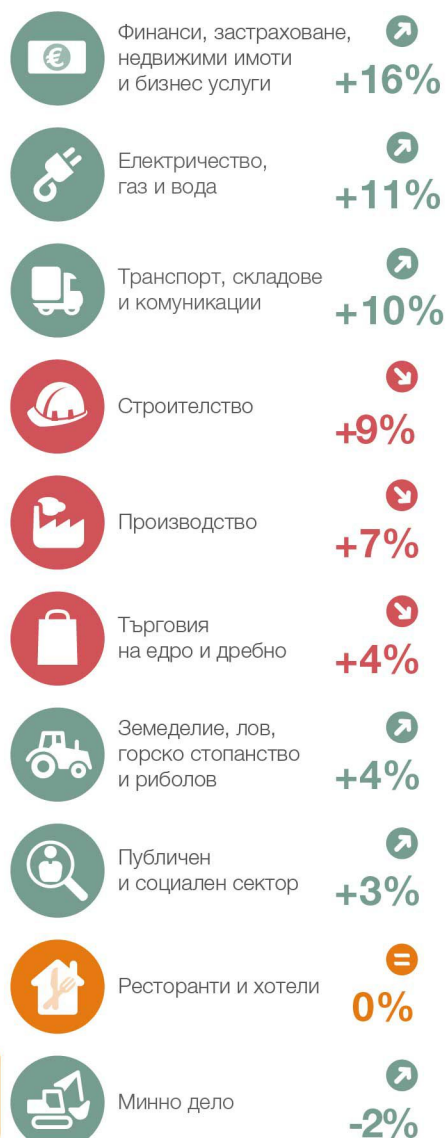 Финанси, застраховане,
недвижими имоти
и бизнес услуги
+16%
Електричество,
газ и вода
+11%
Транспорт, складове
и комуникации
+10%
Строителство
+9%
Производство
+7%
Търговия
на едро и дребно
+4%
Земеделие, лов,
горско стопанство
и риболов
+4%
Публичен
и социален сектор
+3%
Ресторанти и хотели
0%
Минно дело
-2%